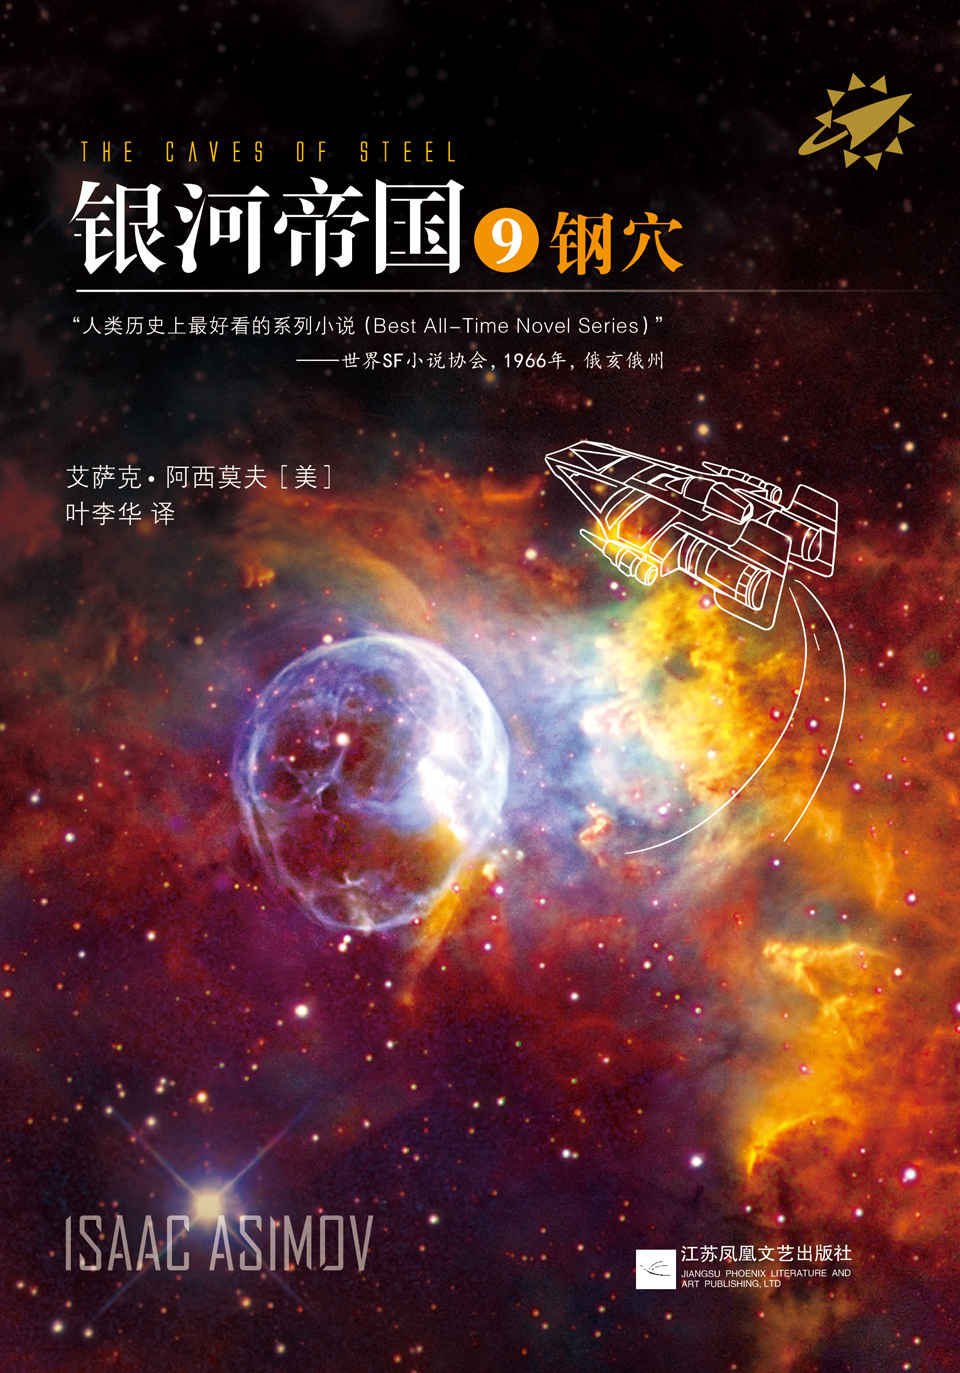 THE CAVES OF STEEL
银河帝国9钢穴
“人类历史上最好看的系列小说（Best All-Time Novel Series）”
——世界SF小说协会，1966年，俄亥俄州
艾萨克·阿西莫夫［美］
叶李华 译
ISAAC ASIMOV
江苏凤凰文艺出版社
JIANGSU PHOENIX LITERATURE AND
ART PUBLISHING, LTD